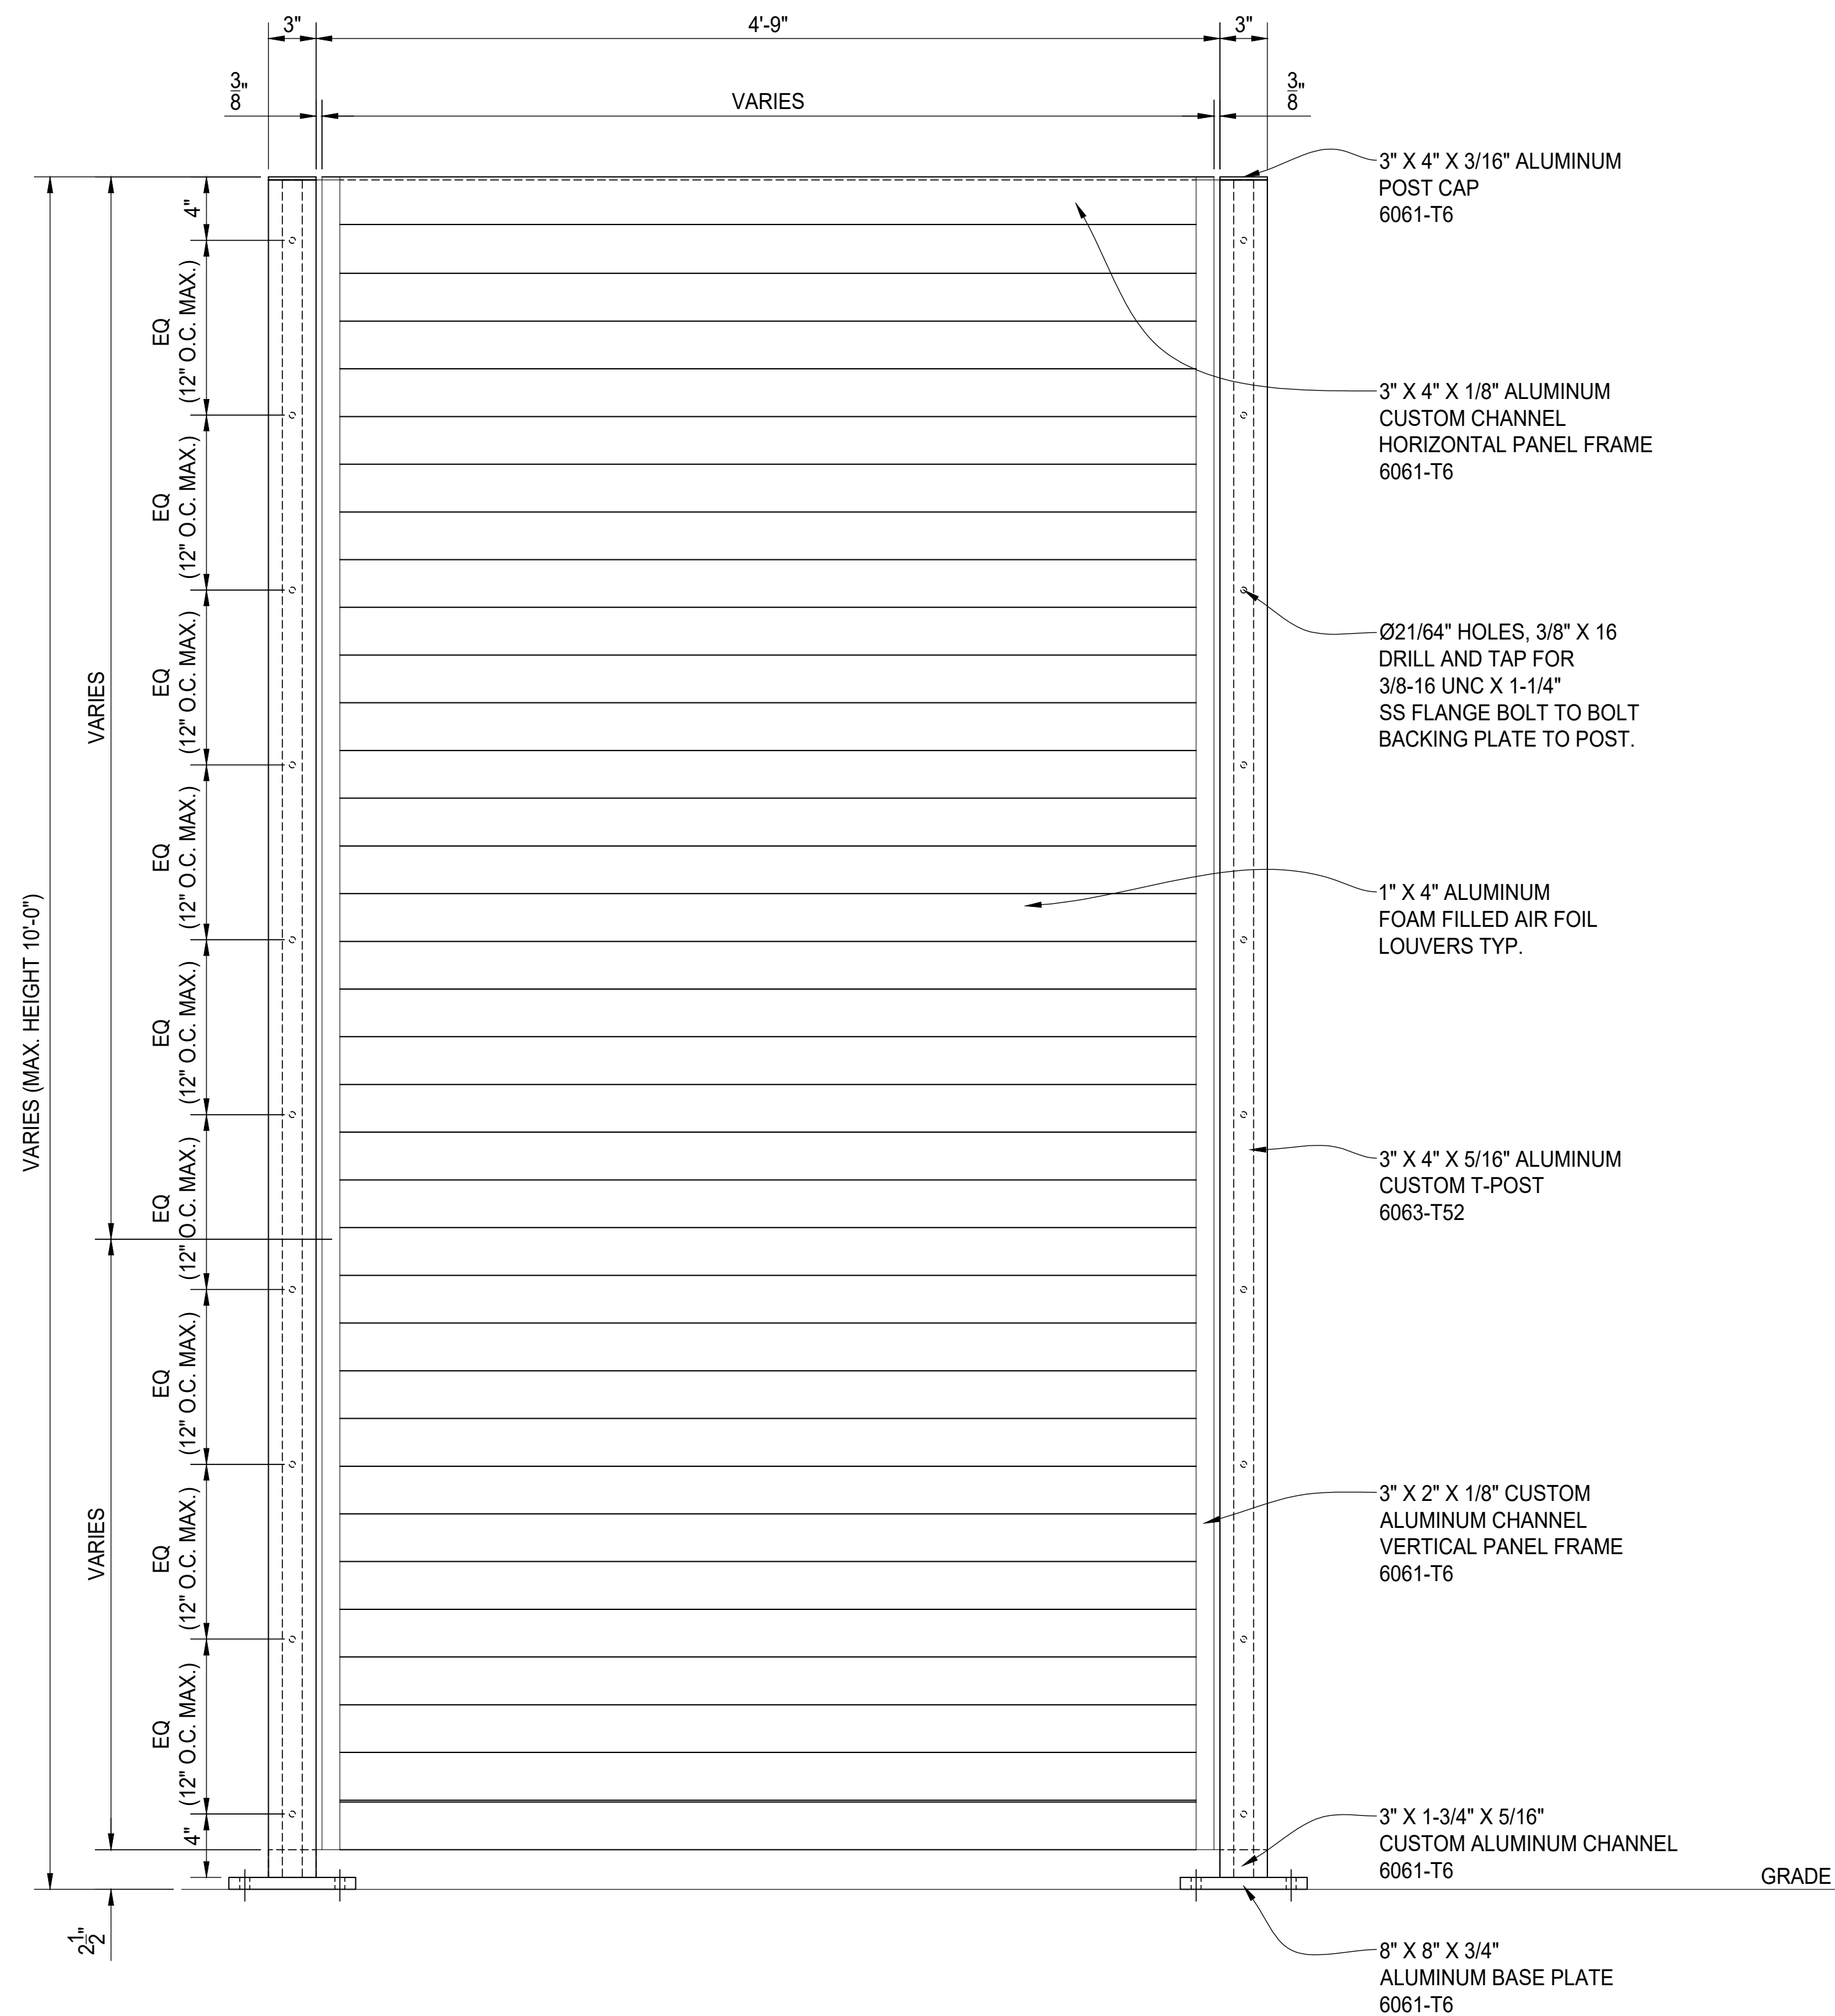 3" 4'-9" 3"
3/8" VARIES 3/8"
3" X 4" X 3/16" ALUMINUM
POST CAP
6061-T6
4"
EQ
(12" O.C. MAX.)
3" X 4" X 1/8" ALUMINUM
CUSTOM CHANNEL
HORIZONTAL PANEL FRAME
6061-T6
EQ
(12" O.C. MAX.)
Ø21/64" HOLES, 3/8" X 16
DRILL AND TAP FOR
3/8-16 UNC X 1-1/4"
SS FLANGE BOLT TO BOLT
BACKING PLATE TO POST.
VARIES
EQ
(12" O.C. MAX.)
EQ
(12" O.C. MAX.)
1" X 4" ALUMINUM
FOAM FILLED AIR FOIL
LOUVERS TYP.
VARIES (MAX. HEIGHT 10'-0")
EQ
(12" O.C. MAX.)
3" X 4" X 5/16" ALUMINUM
CUSTOM T-POST
6063-T52
EQ
(12" O.C. MAX.)
EQ
(12" O.C. MAX.)
3" X 2" X 1/8" CUSTOM
ALUMINUM CHANNEL
VERTICAL PANEL FRAME
6061-T6
VARIES
EQ
(12" O.C. MAX.)
EQ
(12" O.C. MAX.)
4"
3" X 1-3/4" X 5/16"
CUSTOM ALUMINUM CHANNEL
6061-T6
GRADE
2 1/2"
8" X 8" X 3/4"
ALUMINUM BASE PLATE
6061-T6